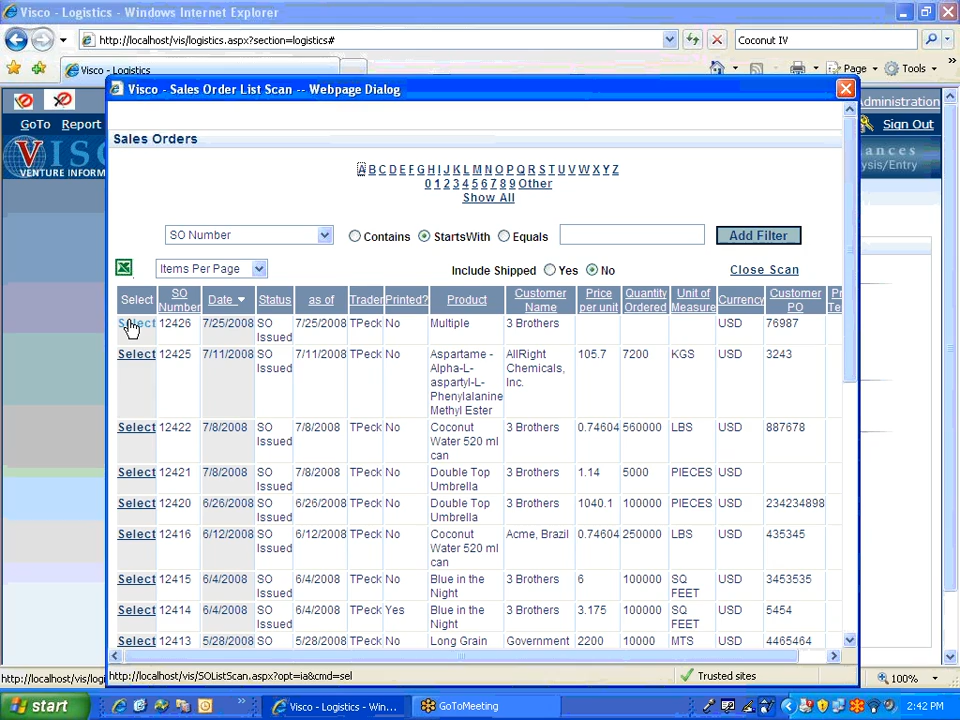 Visco - Logistics - Windows Internet Explorer
http://localhost/vis/logistics.aspx?section=logistics#
Coconut IV
Visco - Logistics
Page
Tools
Visco - Sales Order List Scan -- Webpage Dialog
GoTo Report
Administration
Sign Out
VENTURE INFORM
ances
ysis/Entry
Sales Orders
A B C D E F G H I J K L M N O P Q R S T U V W X Y Z
0 1 2 3 4 5 6 7 8 9 Other
Show All
SO Number Contains StartsWith Equals Add Filter
Items Per Page Include Shipped Yes No Close Scan
Select SO Number Date Status as of Trader Printed? Product Customer Name Price per unit Quantity Ordered Unit of Measure Currency Customer PO
Select 12426 7/25/2008 SO Issued 7/25/2008 TPeck No Multiple 3 Brothers USD 76987
Select 12425 7/11/2008 SO Issued 7/11/2008 TPeck No Aspartame - Alpha-L-aspartyl-L-Phenylalanine Methyl Ester AllRight Chemicals, Inc. 105.7 7200 KGS USD 3243
Select 12422 7/8/2008 SO Issued 7/8/2008 TPeck No Coconut Water 520 ml can 3 Brothers 0.74604 560000 LBS USD 887678
Select 12421 7/8/2008 SO Issued 7/8/2008 TPeck No Double Top Umbrella 3 Brothers 1.14 5000 PIECES USD
Select 12420 6/26/2008 SO Issued 6/26/2008 TPeck No Double Top Umbrella 3 Brothers 1040.1 100000 PIECES USD 234234898
Select 12416 6/12/2008 SO Issued 6/12/2008 TPeck No Coconut Water 520 ml can Acme, Brazil 0.74604 250000 LBS USD 435345
Select 12415 6/4/2008 SO Issued 6/4/2008 TPeck No Blue in the Night 3 Brothers 6 100000 SQ FEET USD 3453535
Select 12414 6/4/2008 SO Issued 6/4/2008 TPeck Yes Blue in the Night 3 Brothers 3.175 100000 SQ FEET USD 5454
Select 12413 5/28/2008 SO 5/28/2008 TPeck No Long Grain Government 2200 10000 MTS USD 4465464
http://localhost/vis/SOListScan.aspx?opt=ia&cmd=sel
Trusted sites
http://localhost/vis/logi
100%
start
Visco - Logistics - Win...
GoToMeeting
2:42 PM